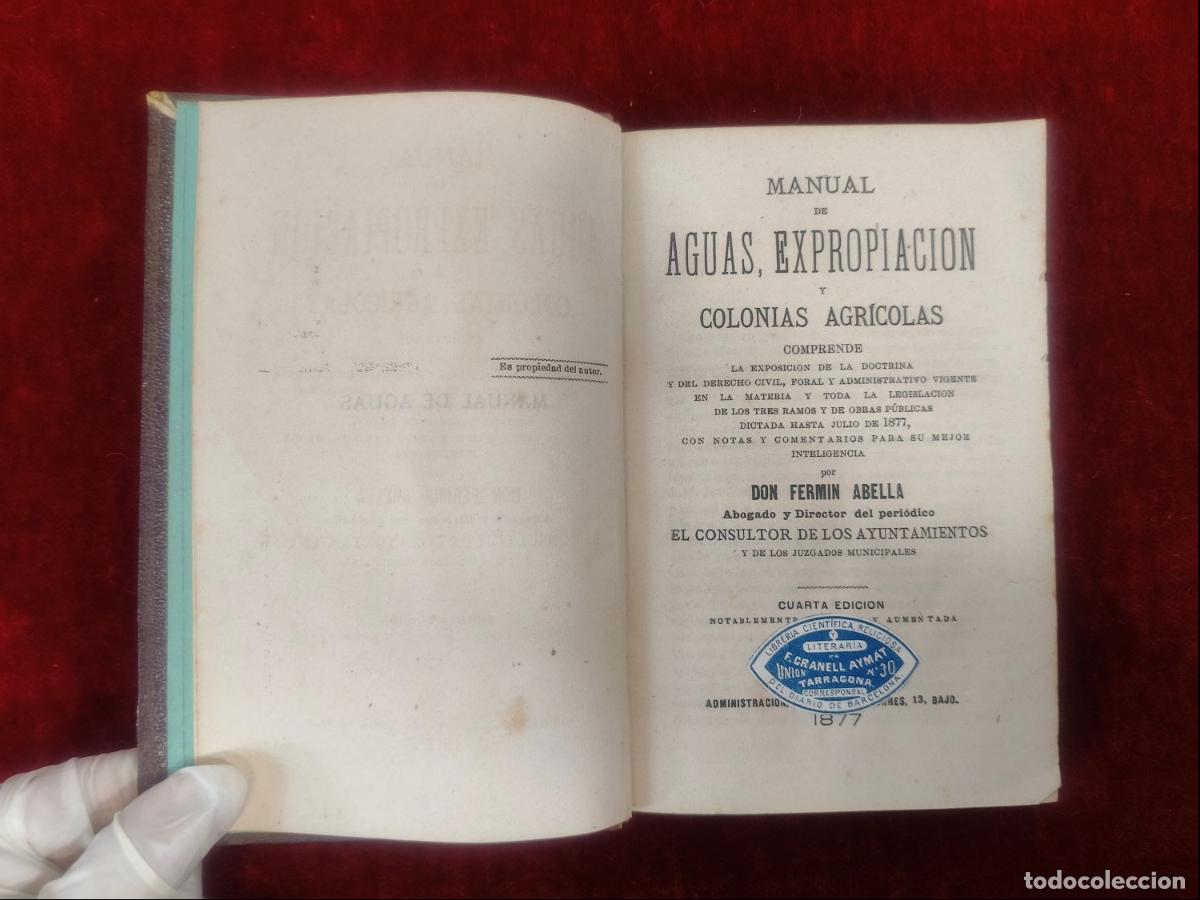 Es propiedad del autor.
MANUAL
DE
AGUAS, EXPROPIACION
Y
COLONIAS AGRÍCOLAS
COMPRENDE
LA EXPOSICION DE LA DOCTRINA
Y DEL DERECHO CIVIL, FORAL Y ADMINISTRATIVO VIGENTE
EN LA MATERIA Y TODA LA LEGISLACION
DE LOS TRES RAMOS Y DE OBRAS PÚBLICAS
DICTADA HASTA JULIO DE 1877,
CON NOTAS Y COMENTARIOS PARA SU MEJOR
INTELIGENCIA
por
DON FERMIN ABELLA
Abogado y Director del periódico
EL CONSULTOR DE LOS AYUNTAMIENTOS
Y DE LOS JUZGADOS MUNICIPALES
CUARTA EDICION
NOTABLEMENTE Y AUMENTADA
LIBRERIA CIENTÍFICA, RELIGIOSA
Y
LITERARIA
DE
F. GRANELL AYMAT
UNION Nº 30
TARRAGONA
CORRESPONSAL
DEL DIARIO DE BARCELONA
ADMINISTRACION, 13, BAJO.
1877
todocoleccion